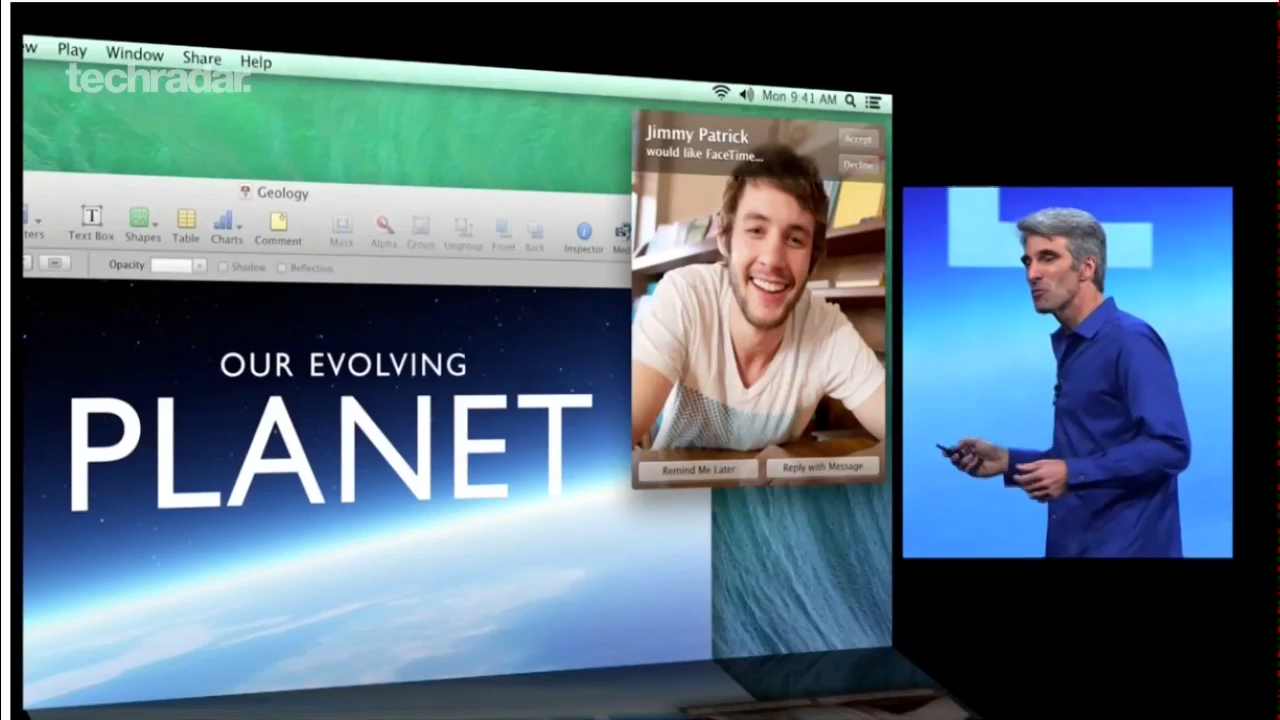 ew Play Window Share Help
techradar.
Mon 9:41 AM
Jimmy Patrick
would like FaceTime...
Accept
Decline
Geology
Text Box Shapes Table Charts Comment Mask Alpha Group Ungroup Front Back Inspector
Opacity: Shadow Reflection
OUR EVOLVING
PLANET
Remind Me Later Reply with Message